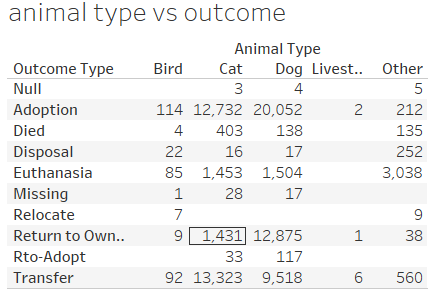 animal type vs outcome
Animal Type
Outcome Type Bird Cat Dog Livest.. Other
Null 3 4 5
Adoption 114 12,732 20,052 2 212
Died 4 403 138 135
Disposal 22 16 17 252
Euthanasia 85 1,453 1,504 3,038
Missing 1 28 17
Relocate 7 9
Return to Own.. 9 1,431 12,875 1 38
Rto-Adopt 33 117
Transfer 92 13,323 9,518 6 560